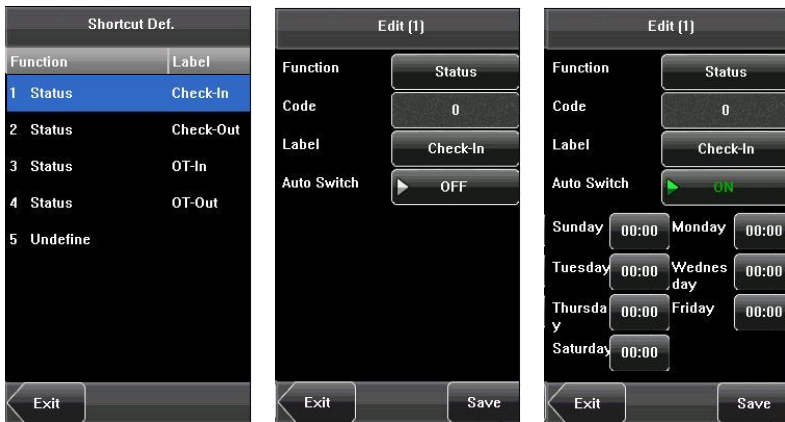 Shortcut Def.
Function Label
1 Status Check-In
2 Status Check-Out
3 Status OT-In
4 Status OT-Out
5 Undefine
Exit
Edit (1)
Function Status
Code 0
Label Check-In
Auto Switch OFF
Exit Save
Edit (1)
Function Status
Code 0
Label Check-In
Auto Switch ON
Sunday 00:00 Monday 00:00
Tuesday 00:00 Wednes
day 00:00
Thursda
y 00:00 Friday 00:00
Saturday 00:00
Exit Save